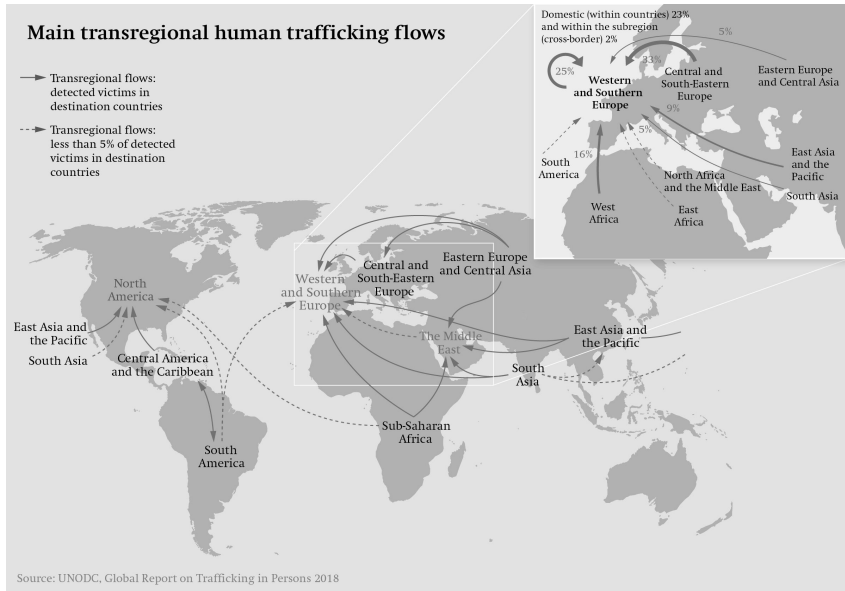 Main transregional human trafficking flows
Transregional flows:
detected victims in
destination countries
Transregional flows:
less than 5% of detected
victims in destination
countries
Domestic (within countries) 23%
and within the subregion
(cross-border) 2%
5%
33%
25%
Western
and Southern
Europe
Central and
South-Eastern
Europe
Eastern Europe
and Central Asia
9%
5%
16%
South
America
East Asia
and the
Pacific
North Africa
and the Middle East
South Asia
West
Africa
East
Africa
North
America
Western
and Southern
Europe
Central and
South-Eastern
Europe
Eastern Europe
and Central Asia
East Asia and
the Pacific
South Asia
Central America
and the Caribbean
The Middle
East
East Asia and
the Pacific
South
Asia
Sub-Saharan
Africa
South
America
Source: UNODC, Global Report on Trafficking in Persons 2018